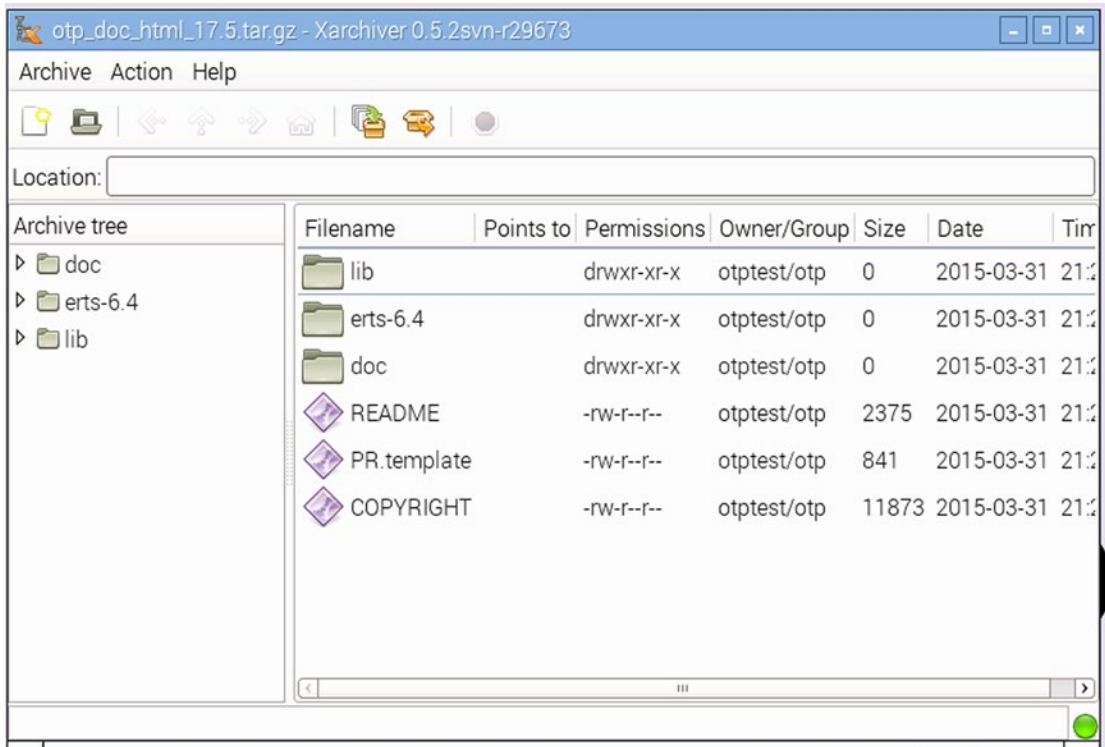 otp_doc_html_17.5.tar.gz - Xarchiver 0.5.2svn-r29673
Archive Action Help
Location:
Archive tree
doc
erts-6.4
lib
Filename Points to Permissions Owner/Group Size Date
lib drwxr-xr-x otptest/otp 0 2015-03-31
erts-6.4 drwxr-xr-x otptest/otp 0 2015-03-31
doc drwxr-xr-x otptest/otp 0 2015-03-31
README -rw-r--r-- otptest/otp 2375 2015-03-31
PR.template -rw-r--r-- otptest/otp 841 2015-03-31
COPYRIGHT -rw-r--r-- otptest/otp 11873 2015-03-31